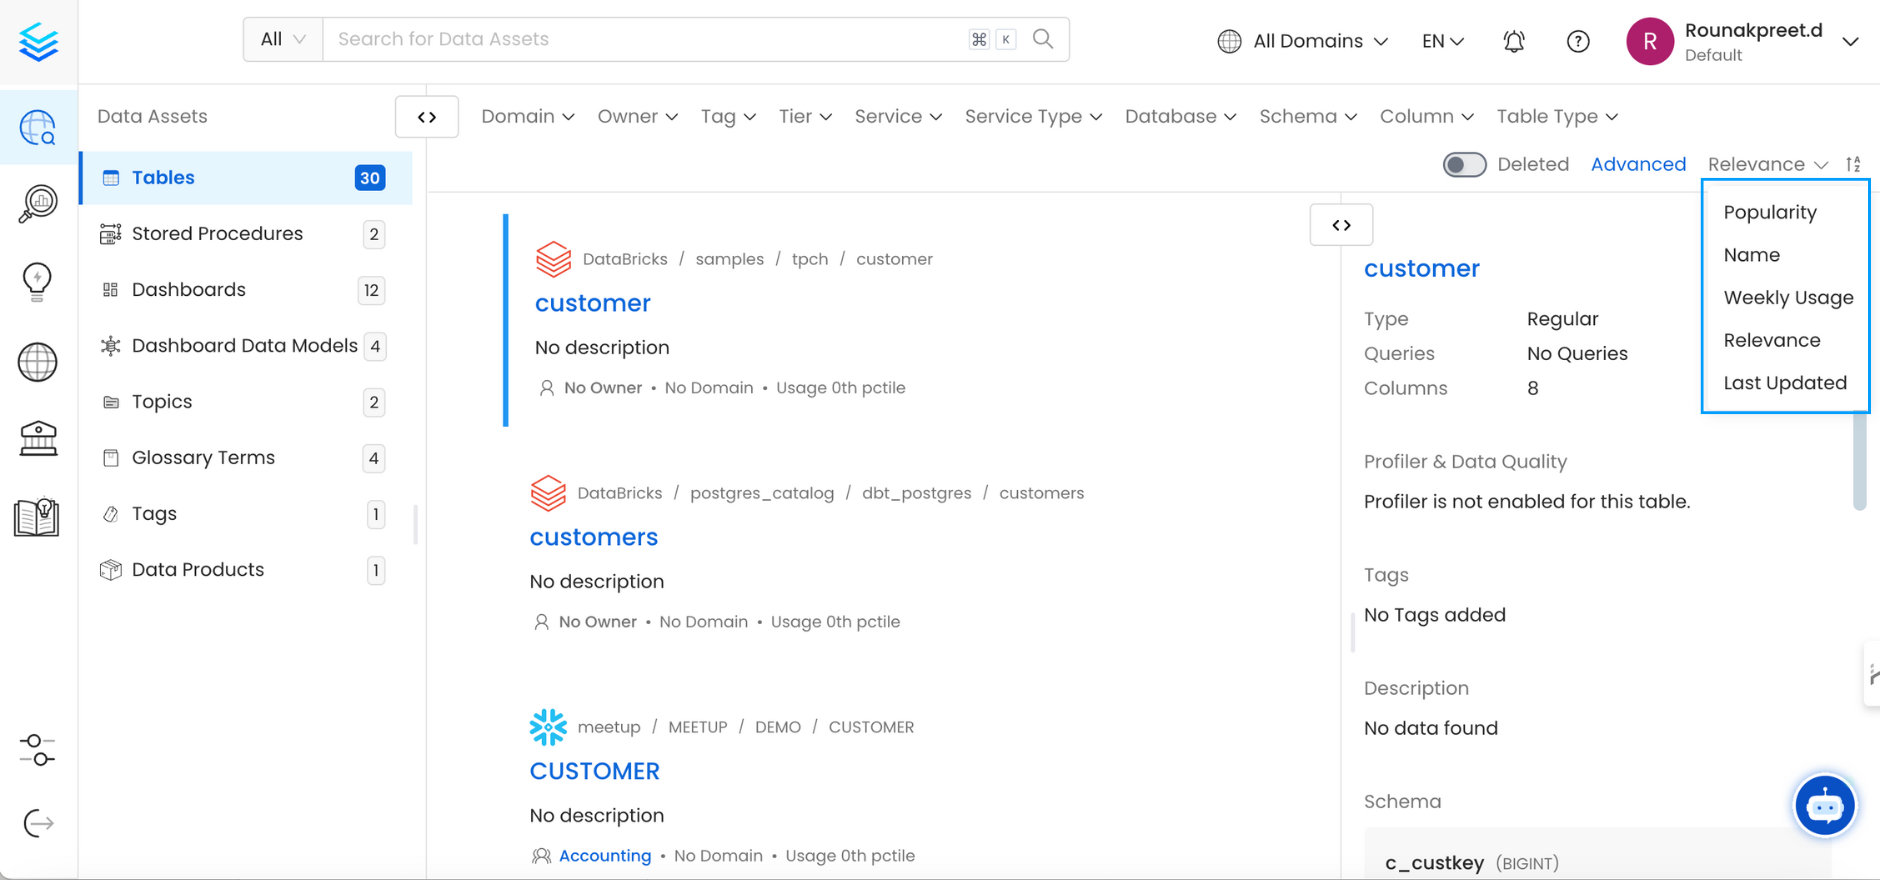 All
Search for Data Assets
⌘ K
All Domains
EN
R
Rounakpreet.d
Default
Data Assets
Domain
Owner
Tag
Tier
Service
Service Type
Database
Schema
Column
Table Type
Deleted
Advanced
Relevance
Tables 30
Stored Procedures 2
Dashboards 12
Dashboard Data Models 4
Topics 2
Glossary Terms 4
Tags 1
Data Products 1
DataBricks / samples / tpch / customer
customer
No description
No Owner • No Domain • Usage 0th pctile
DataBricks / postgres_catalog / dbt_postgres / customers
customers
No description
No Owner • No Domain • Usage 0th pctile
meetup / MEETUP / DEMO / CUSTOMER
CUSTOMER
No description
Accounting • No Domain • Usage 0th pctile
customer
Type Regular
Queries No Queries
Columns 8
Profiler & Data Quality
Profiler is not enabled for this table.
Tags
No Tags added
Description
No data found
Schema
c_custkey (BIGINT)
Popularity
Name
Weekly Usage
Relevance
Last Updated